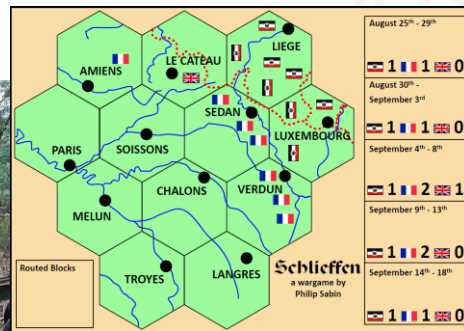 LIEGE
LE CATEAU
AMIENS
SEDAN
LUXEMBOURG
SOISSONS
PARIS
CHALONS
VERDUN
MELUN
TROYES
LANGRES
Routed Blocks
Schlieffen
a wargame by
Philip Sabin
August 25th - 29th
1 1 0
August 30th -
September 3rd
1 1 0
September 4th - 8th
1 2 1
September 9th - 13th
1 2 0
September 14th - 18th
1 1 0